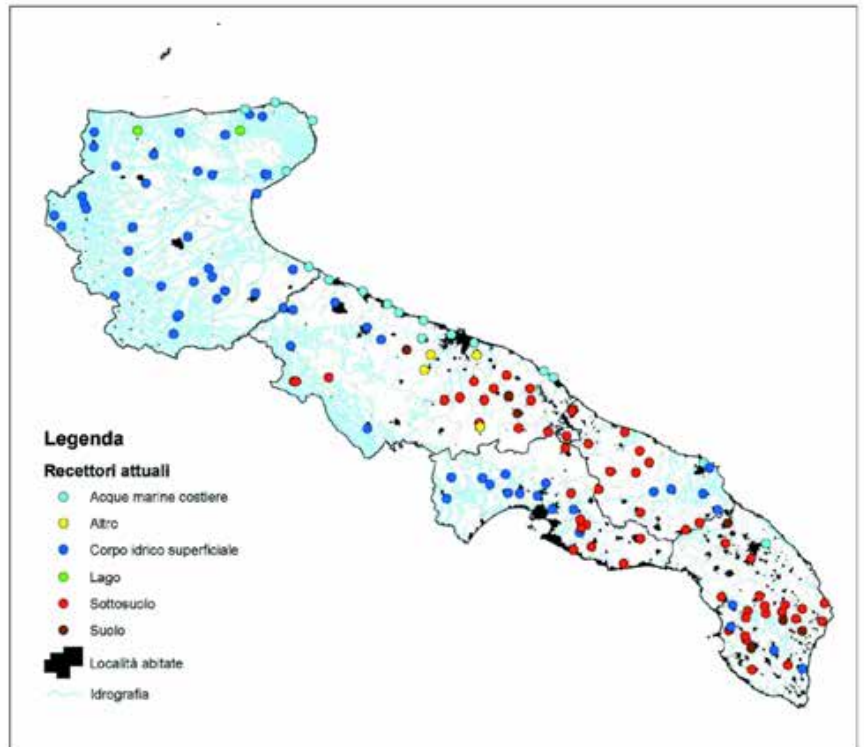 Legenda
Recettori attuali
Acque marine costiere
Altro
Corpo idrico superficiale
Lago
Sottosuolo
Suolo
Località abitate
Idrografia